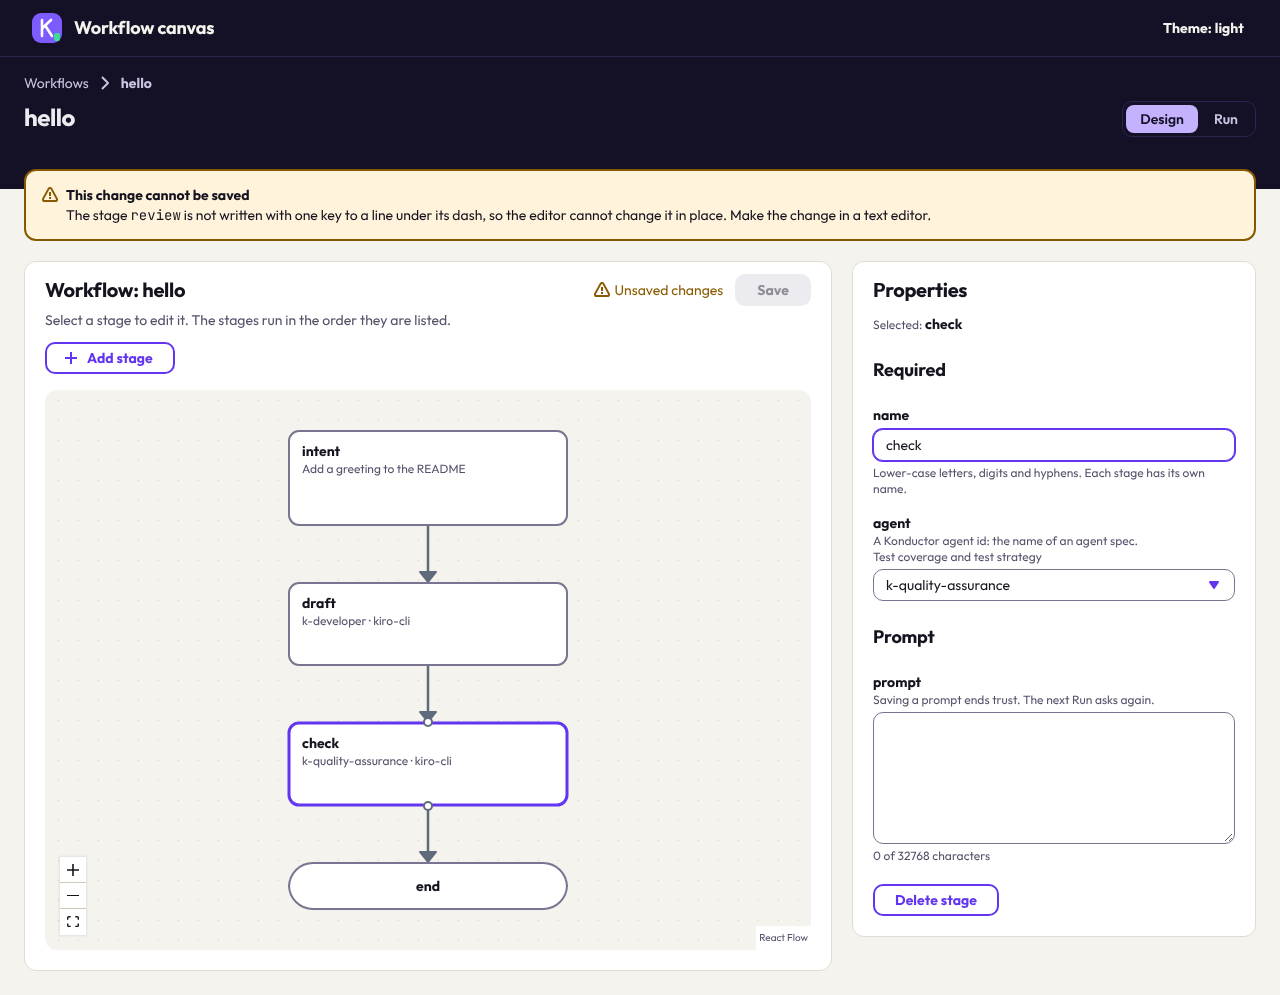 K
Workflow canvas
Theme: light
Workflows > hello
hello
Design
Run
This change cannot be saved
The stage review is not written with one key to a line under its dash, so the editor cannot change it in place. Make the change in a text editor.
Workflow: hello
Unsaved changes
Save
Select a stage to edit it. The stages run in the order they are listed.
+ Add stage
intent
Add a greeting to the README
draft
k-developer · kiro-cli
check
k-quality-assurance · kiro-cli
end
React Flow
Properties
Selected: check
Required
name
check
Lower-case letters, digits and hyphens. Each stage has its own
name.
agent
A Konductor agent id: the name of an agent spec.
Test coverage and test strategy
k-quality-assurance
Prompt
prompt
Saving a prompt ends trust. The next Run asks again.
0 of 32768 characters
Delete stage